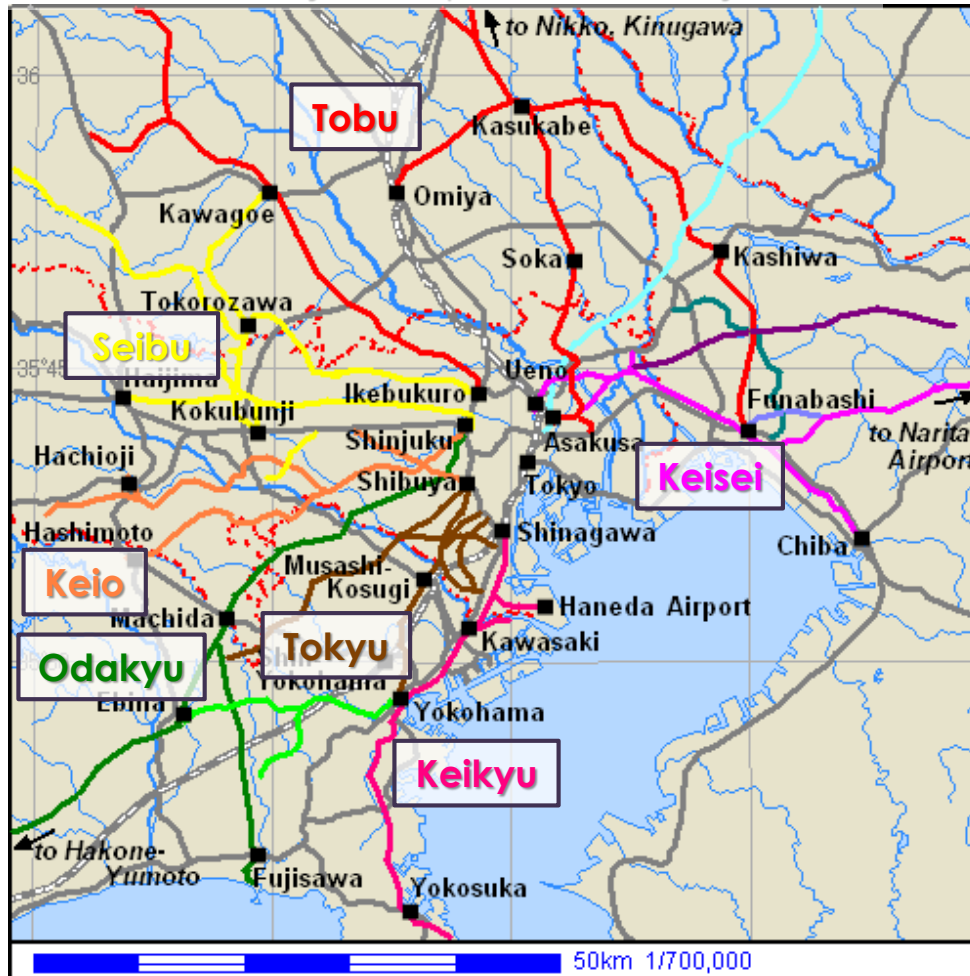 to Nikko, Kinugawa
36
Tobu
Kasukabe
Kawagoe
Omiya
Soka
Kashiwa
Tokorozawa
Seibu
35°45
Haijima
Ueno
Ikebukuro
Kokubunji
Funabashi
Shinjuku
Asakusa
to Narita
Airport
Hachioji
Shibuya
Tokyo
Keisei
Hashimoto
Shinagawa
Chiba
Musashi-
Kosugi
Keio
Haneda Airport
Machida
Tokyu
Kawasaki
Odakyu
Shin-
Yokohama
Ebina
Yokohama
Keikyu
to Hakone-
Yumoto
Fujisawa
Yokosuka
50km 1/700,000